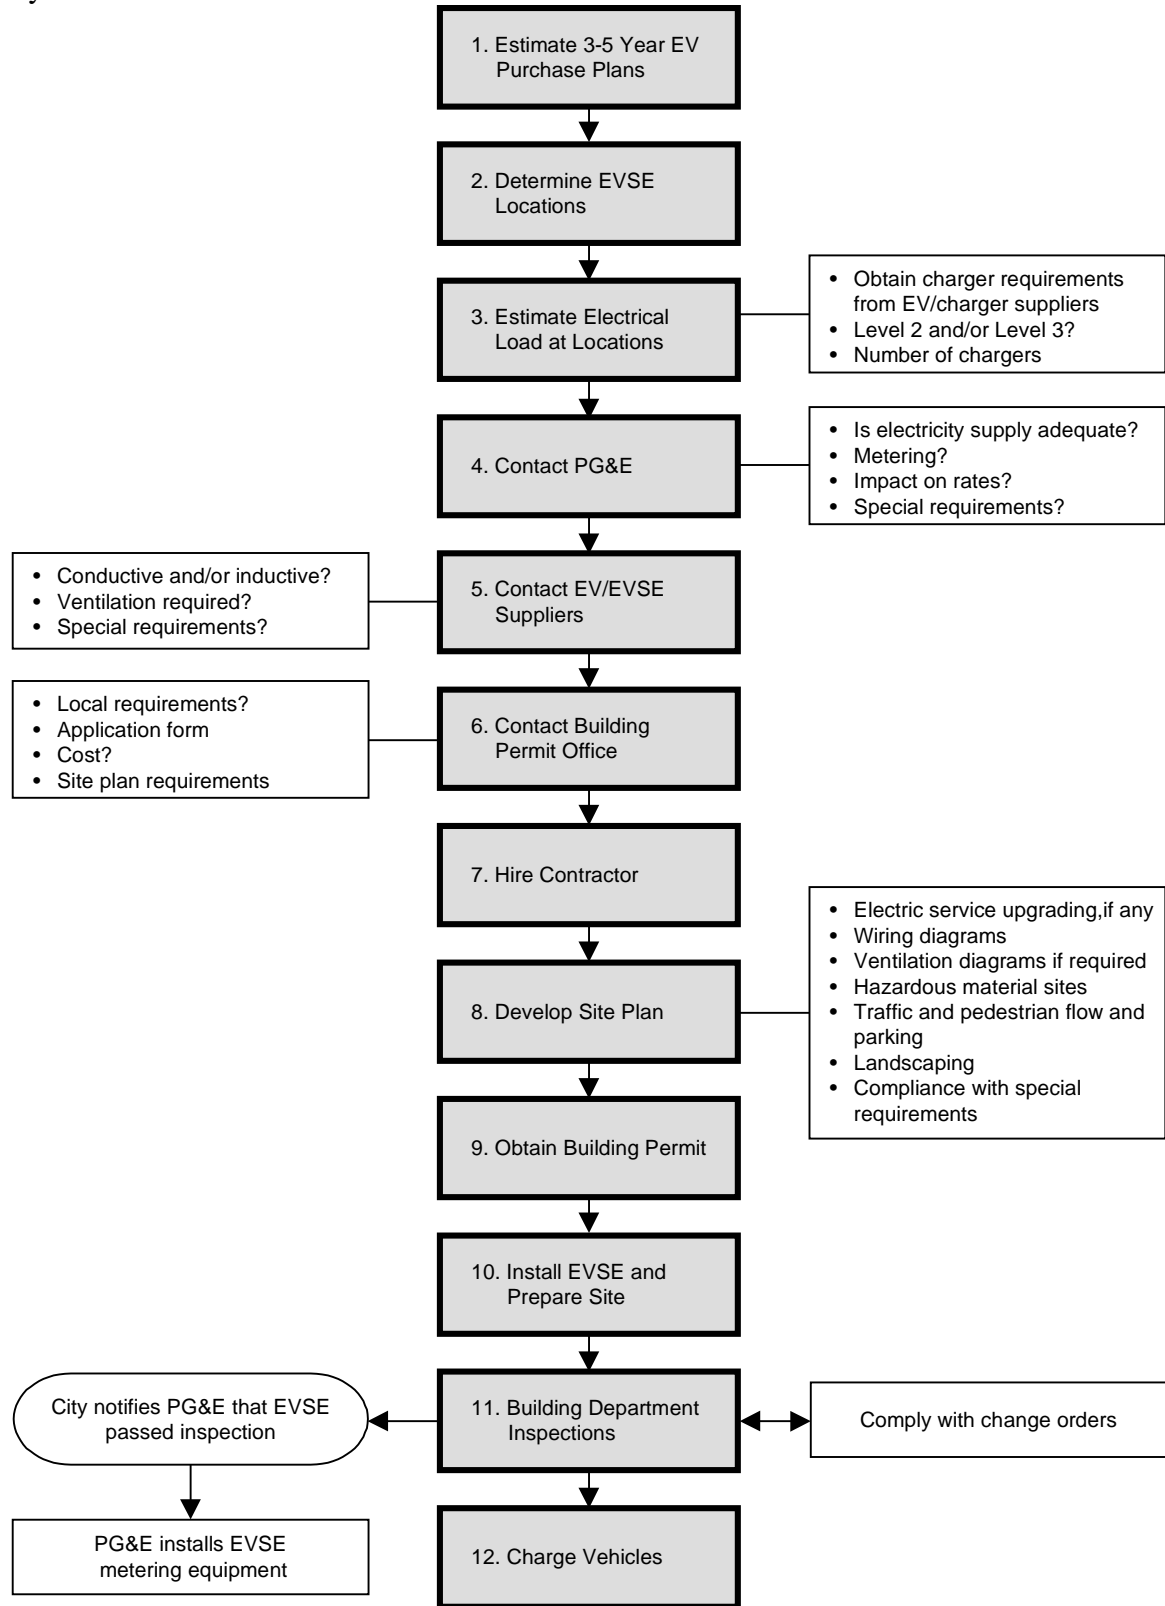 1. Estimate 3-5 Year EV
Purchase Plans
2. Determine EVSE
Locations
3. Estimate Electrical
Load at Locations
• Obtain charger requirements
from EV/charger suppliers
• Level 2 and/or Level 3?
• Number of chargers
4. Contact PG&E
• Is electricity supply adequate?
• Metering?
• Impact on rates?
• Special requirements?
• Conductive and/or inductive?
• Ventilation required?
• Special requirements?
5. Contact EV/EVSE
Suppliers
• Local requirements?
• Application form
• Cost?
• Site plan requirements
6. Contact Building
Permit Office
7. Hire Contractor
8. Develop Site Plan
• Electric service upgrading,if any
• Wiring diagrams
• Ventilation diagrams if required
• Hazardous material sites
• Traffic and pedestrian flow and
parking
• Landscaping
• Compliance with special
requirements
9. Obtain Building Permit
10. Install EVSE and
Prepare Site
City notifies PG&E that EVSE
passed inspection
11. Building Department
Inspections
Comply with change orders
PG&E installs EVSE
metering equipment
12. Charge Vehicles